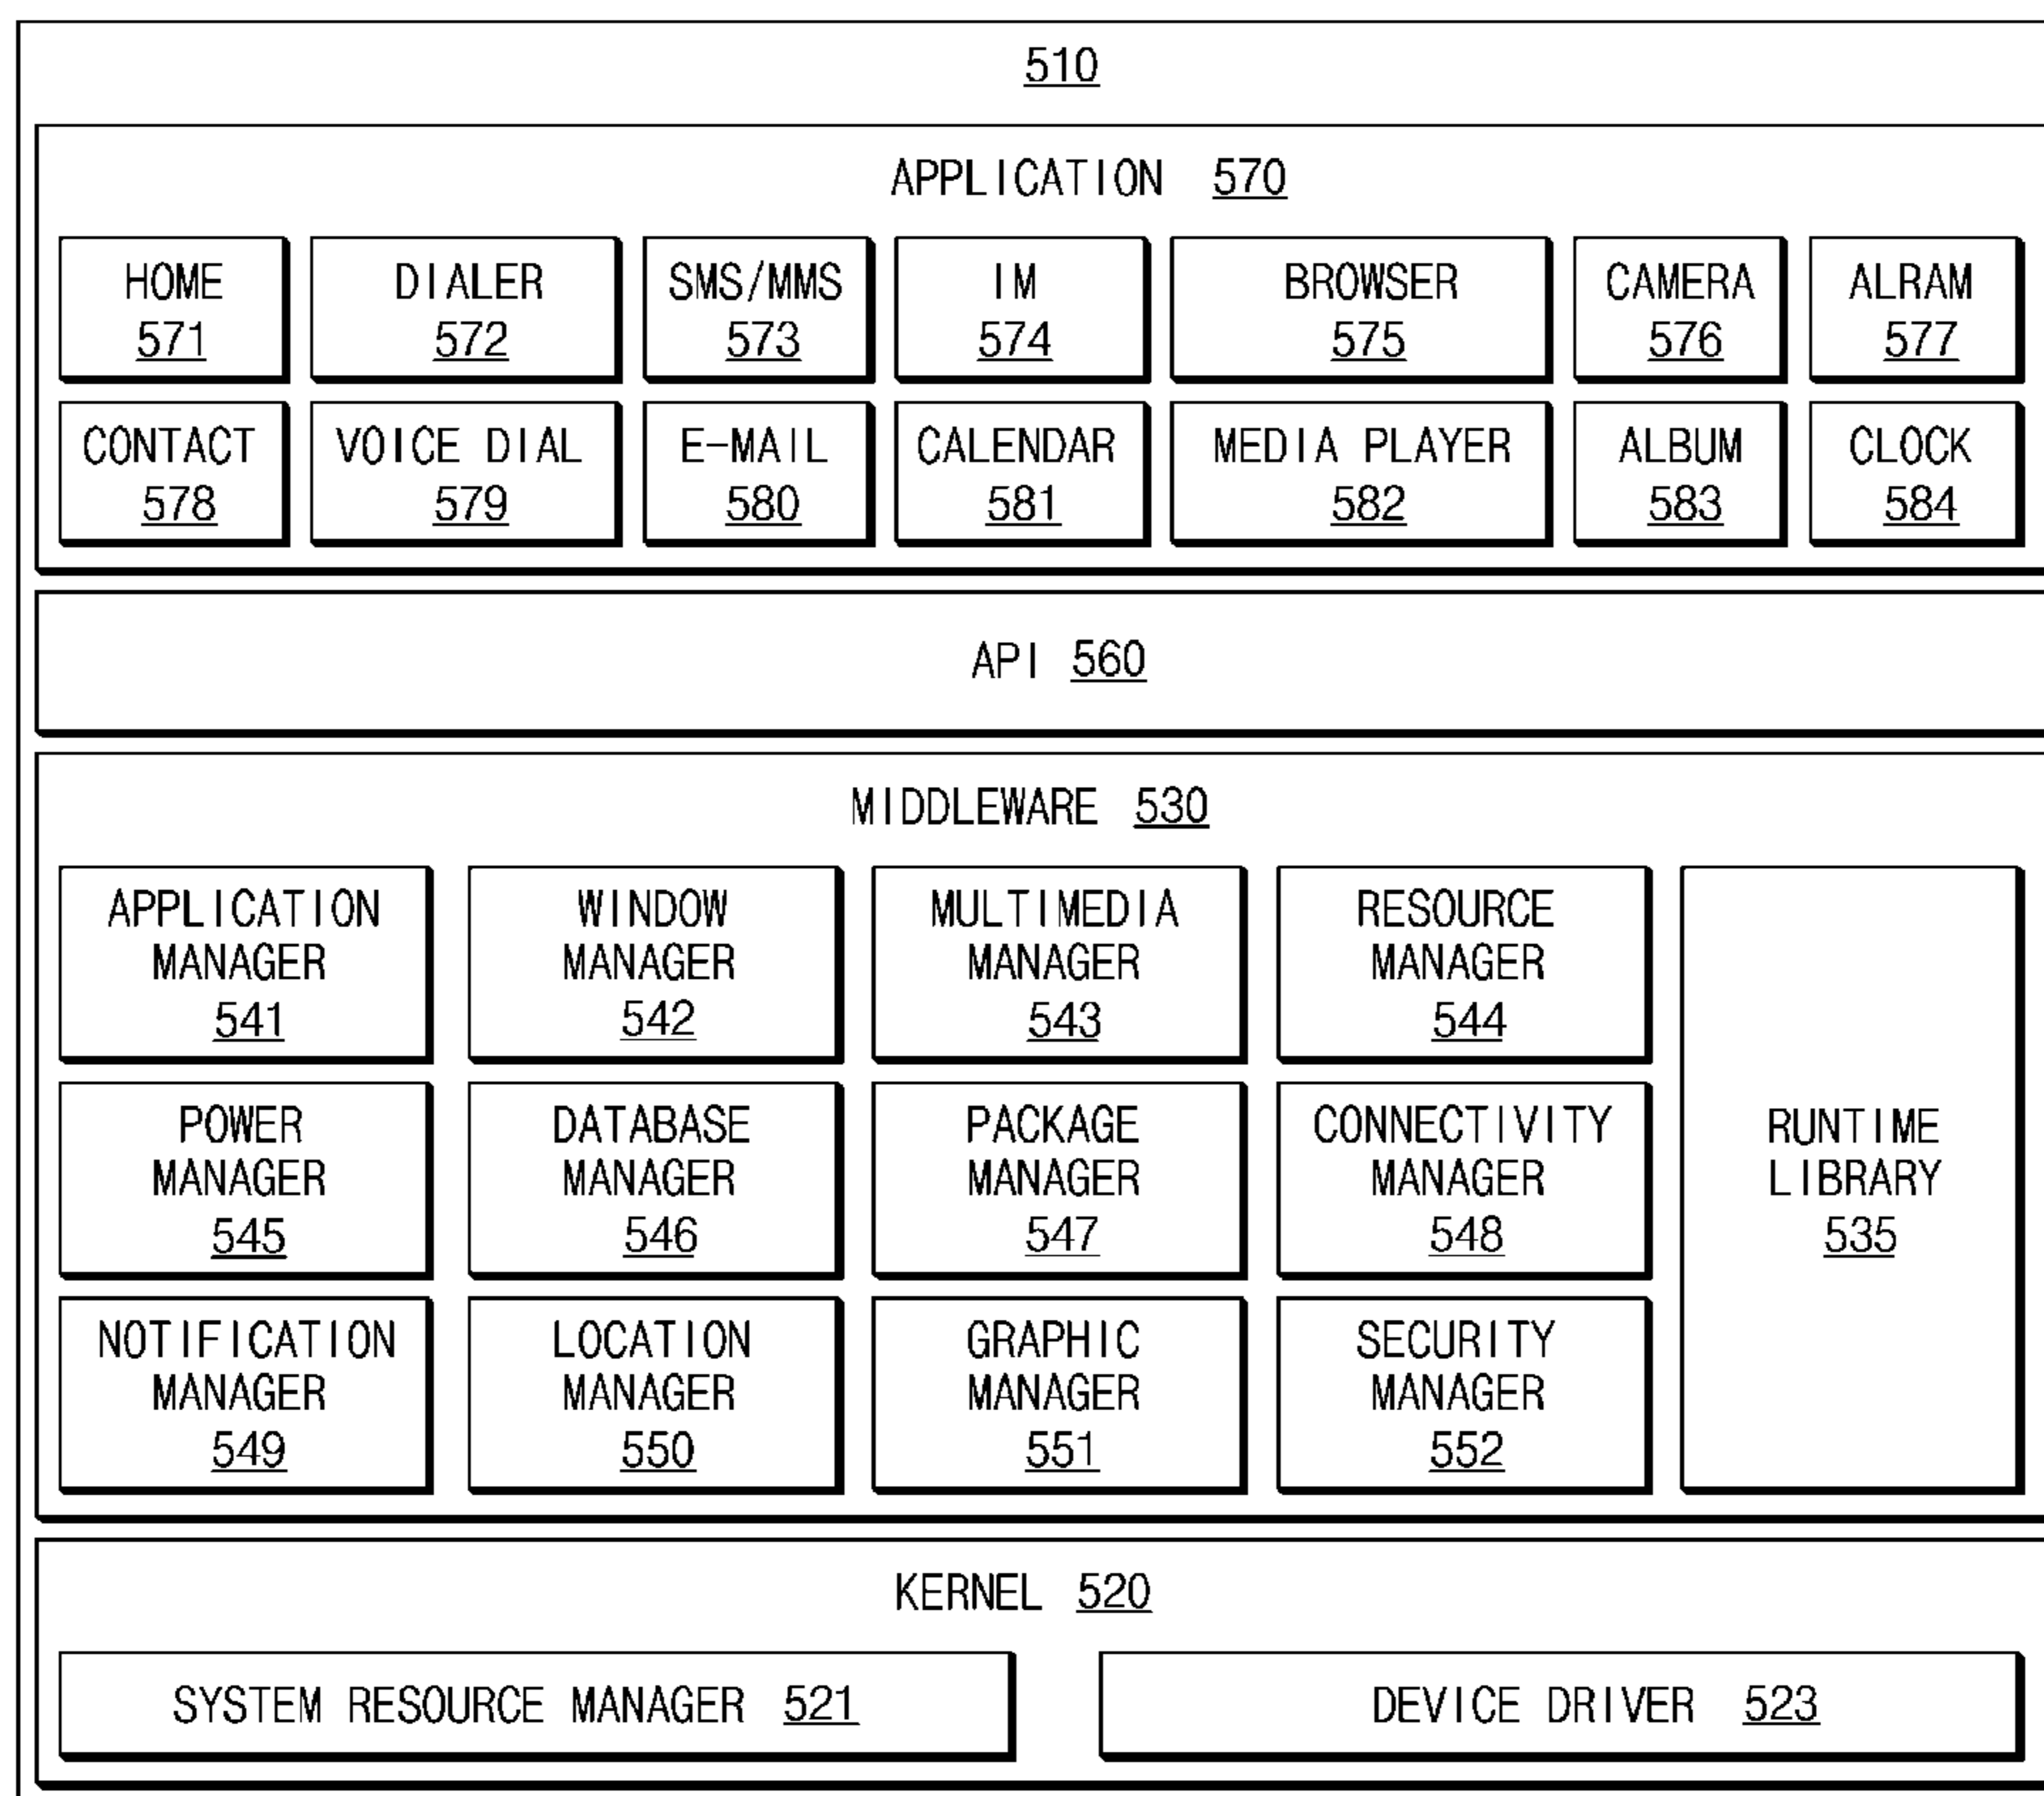 510
APPLICATION 570
HOME
571
DIALER
572
SMS/MMS
573
IM
574
BROWSER
575
CAMERA
576
ALRAM
577
CONTACT
578
VOICE DIAL
579
E-MAIL
580
CALENDAR
581
MEDIA PLAYER
582
ALBUM
583
CLOCK
584
API 560
MIDDLEWARE 530
APPLICATION
MANAGER
541
WINDOW
MANAGER
542
MULTIMEDIA
MANAGER
543
RESOURCE
MANAGER
544
POWER
MANAGER
545
DATABASE
MANAGER
546
PACKAGE
MANAGER
547
CONNECTIVITY
MANAGER
548
NOTIFICATION
MANAGER
549
LOCATION
MANAGER
550
GRAPHIC
MANAGER
551
SECURITY
MANAGER
552
RUNTIME
LIBRARY
535
KERNEL 520
SYSTEM RESOURCE MANAGER 521
DEVICE DRIVER 523